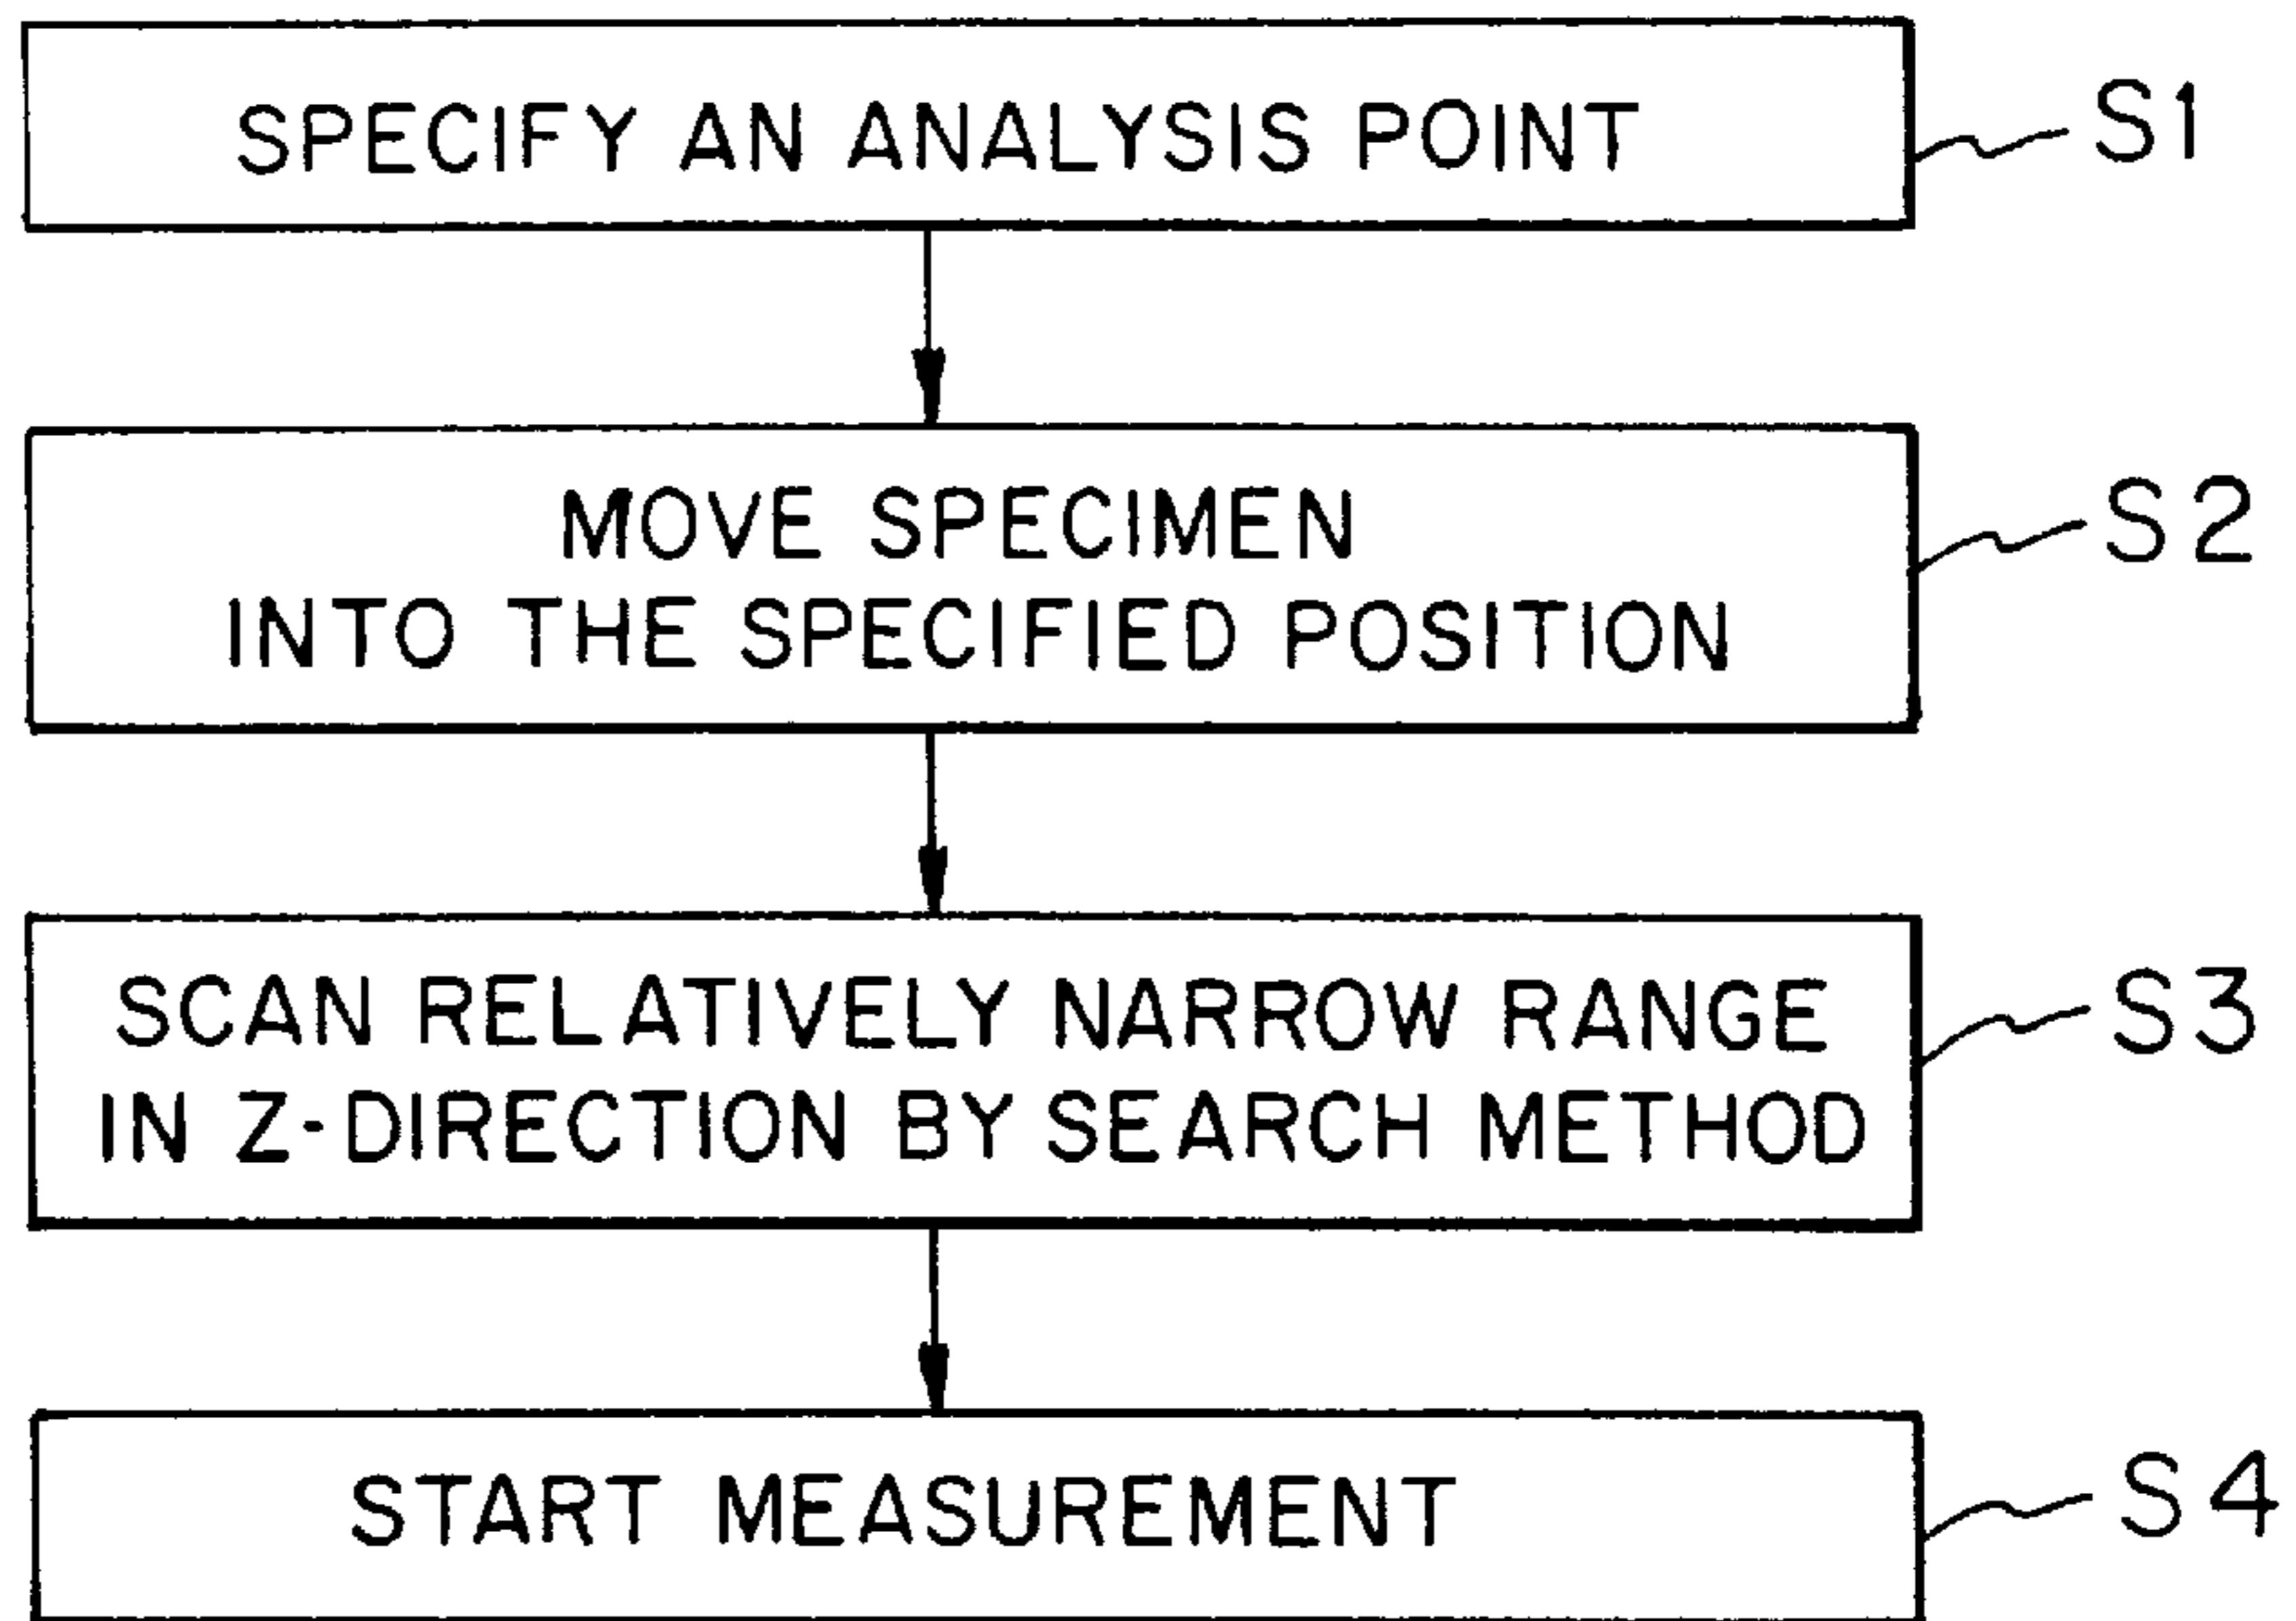 SPECIFY AN ANALYSIS POINT
S1
MOVE SPECIMEN
INTO THE SPECIFIED POSITION
S2
SCAN RELATIVELY NARROW RANGE
IN Z-DIRECTION BY SEARCH METHOD
S3
START MEASUREMENT
S4